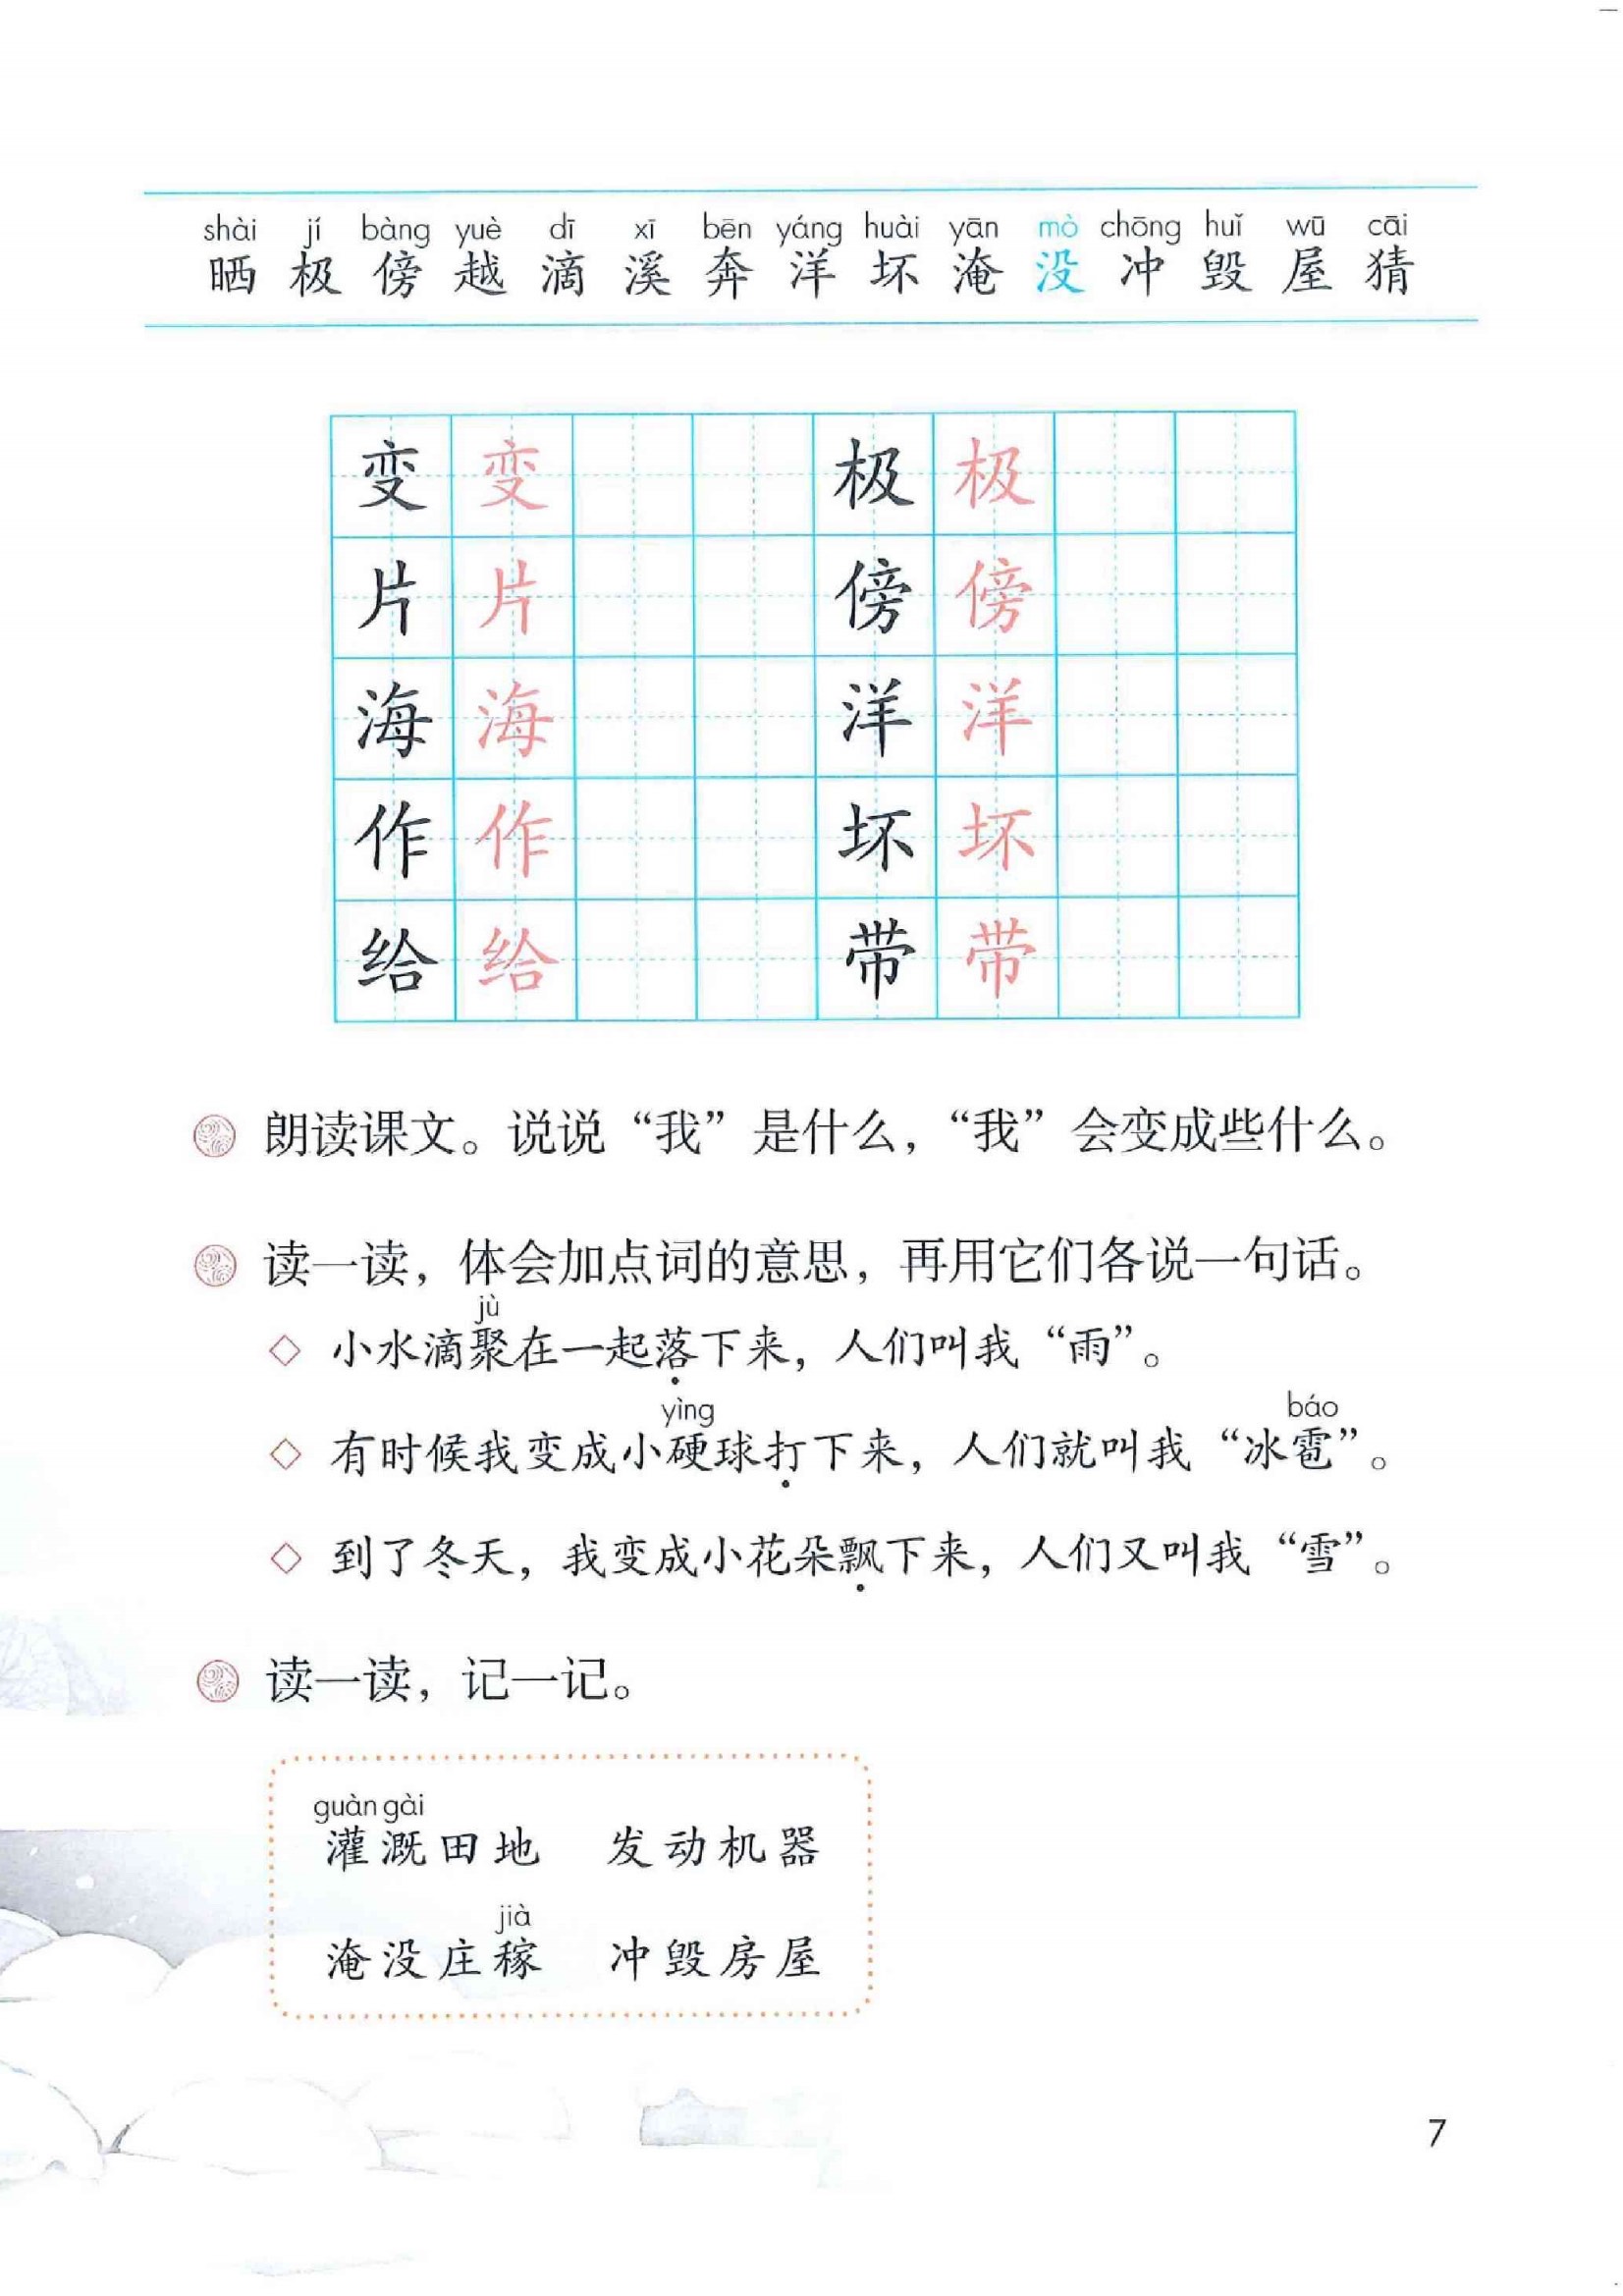 shài jí bàng yuè dī xī bēn yáng huài yān mò chōng huǐ wū cāi
晒 极 傍 越 滴 溪 奔 洋 坏 淹 没 冲 毁 屋 猜
变 变 极 极
片 片 傍 傍
海 海 洋 洋
作 作 坏 坏
给 给 带 带
朗读课文。说说“我”是什么，“我”会变成些什么。
读一读，体会加点词的意思，再用它们各说一句话。
jù
◇ 小水滴聚在一起落下来，人们叫我“雨”。
yìng báo
◇ 有时候我变成小硬球打下来，人们就叫我“冰雹”。
◇ 到了冬天，我变成小花朵飘下来，人们又叫我“雪”。
读一读，记一记。
guàn gài
灌溉田地 发动机器
jià
淹没庄稼 冲毁房屋
7